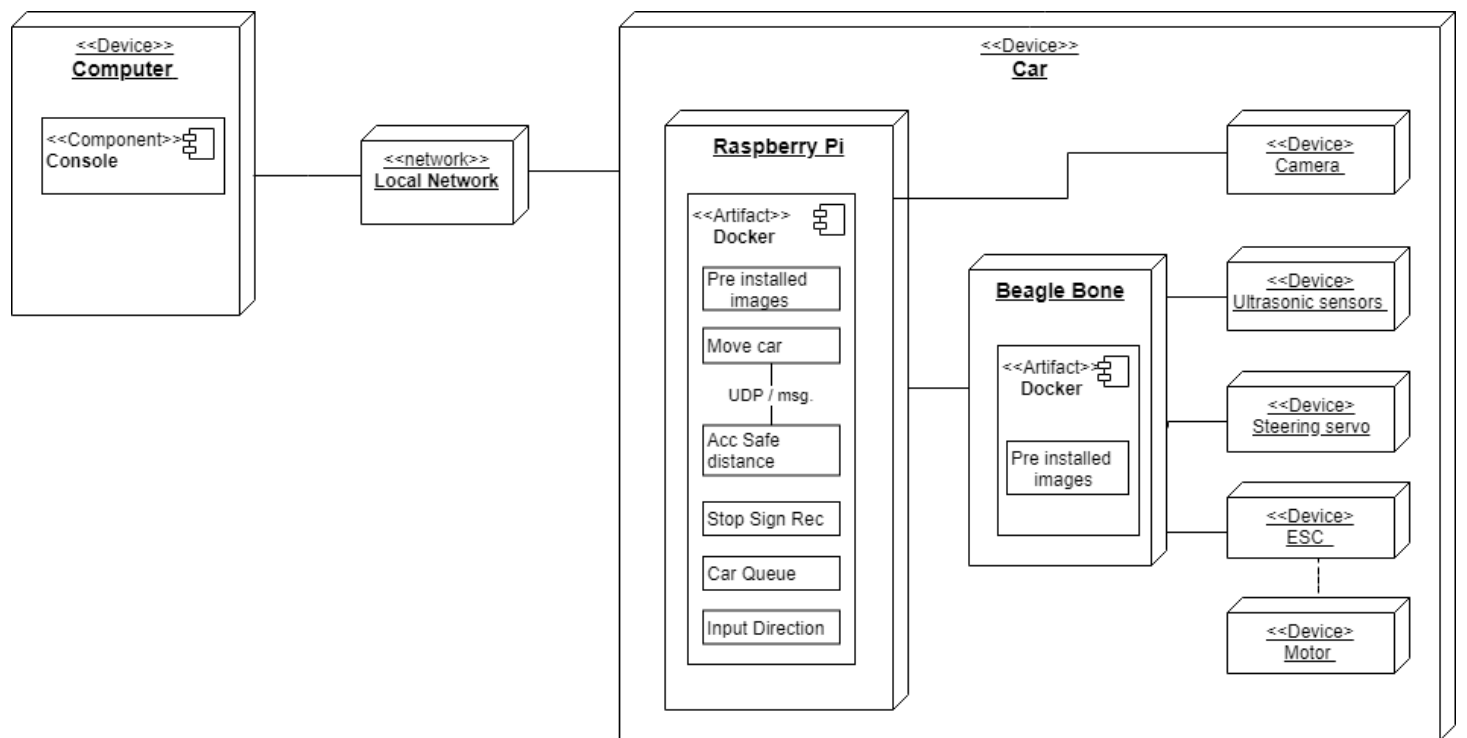 <<Device>>
Computer
<<Component>>
Console
<<network>>
Local Network
<<Device>>
Car
Raspberry Pi
<<Artifact>>
Docker
Pre installed
images
Move car
UDP / msg.
Acc Safe
distance
Stop Sign Rec
Car Queue
Input Direction
Beagle Bone
<<Artifact>>
Docker
Pre installed
images
<<Device>
Camera
<<Device>
Ultrasonic sensors
<<Device>
Steering servo
<<Device>
ESC
<<Device>
Motor